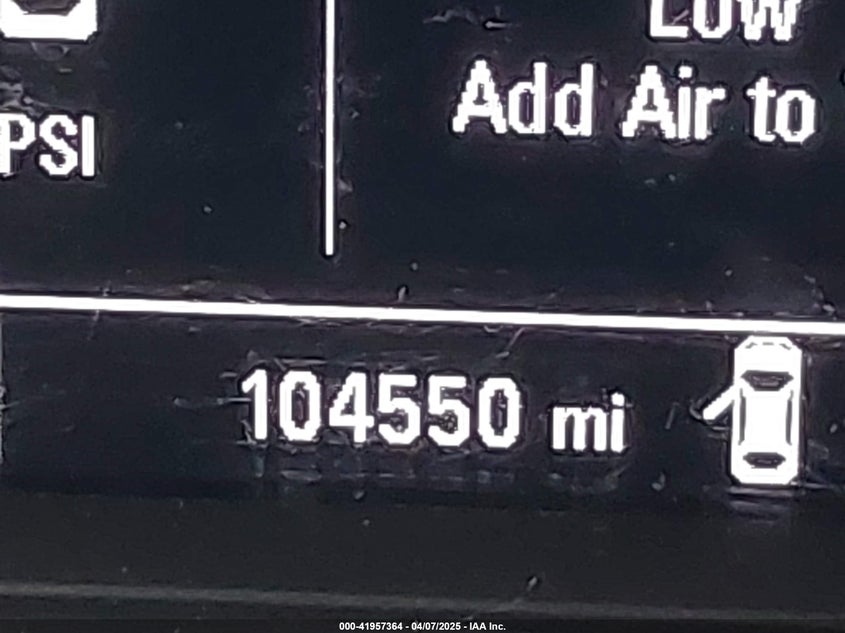 Low
Add Air to
PSI
104550 mi
000-41957364 - 04/07/2025 - IAA Inc.